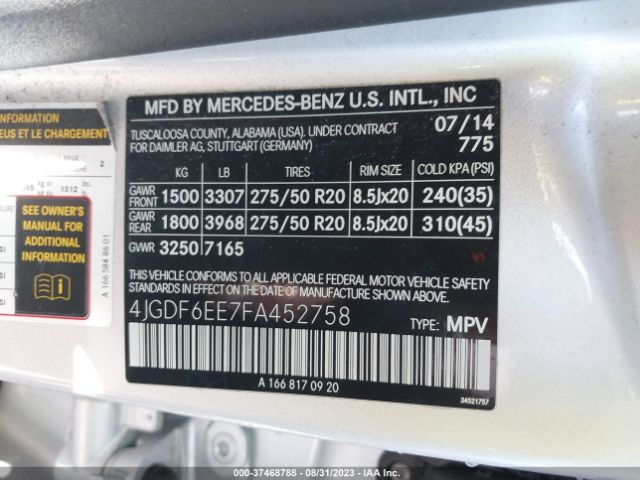 INFORMATION
EUS ET LE CHARGEMENT
2
1312
SEE OWNER'S
MANUAL FOR
ADDITIONAL
INFORMATION
A 166 584 86 01
MFD BY MERCEDES-BENZ U.S. INTL., INC
TUSCALOOSA COUNTY, ALABAMA (USA). UNDER CONTRACT 07/14
FOR DAIMLER AG, STUTTGART (GERMANY) 775
KG LB TIRES RIM SIZE COLD KPA (PSI)
GAWR FRONT 1500 3307 275/50 R20 8.5Jx20 240(35)
GAWR REAR 1800 3968 275/50 R20 8.5Jx20 310(45)
GVWR 3250 7165
THIS VEHICLE CONFORMS TO ALL APPLICABLE FEDERAL MOTOR VEHICLE SAFETY
STANDARDS IN EFFECT ON THE DATE OF MANUFACTURE SHOWN ABOVE.
4JGDF6EE7FA452758 TYPE: MPV
A 166 817 09 20
34521757
000-37468788 - 08/31/2023 - IAA Inc.